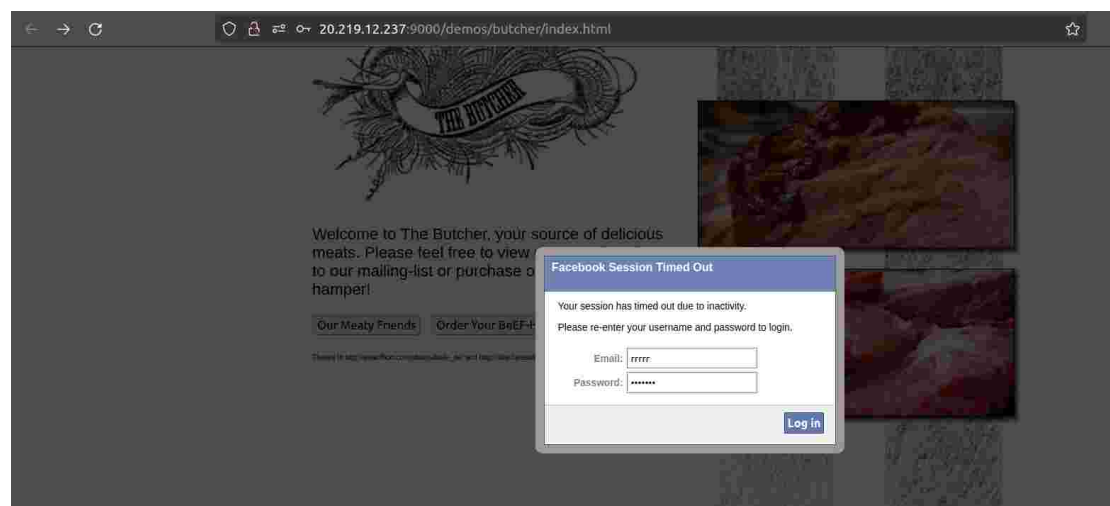 20.219.12.237:9000/demos/butcher/index.html
THE BUTCHER
Welcome to The Butcher, your source of delicious
meats. Please feel free to view
to our mailing-list or purchase
hamper!
Our Meaty Friends
Order Your BeEF-H
Facebook Session Timed Out
Your session has timed out due to inactivity.
Please re-enter your username and password to login.
Email: rrrrr
Password: •••••••
Log in